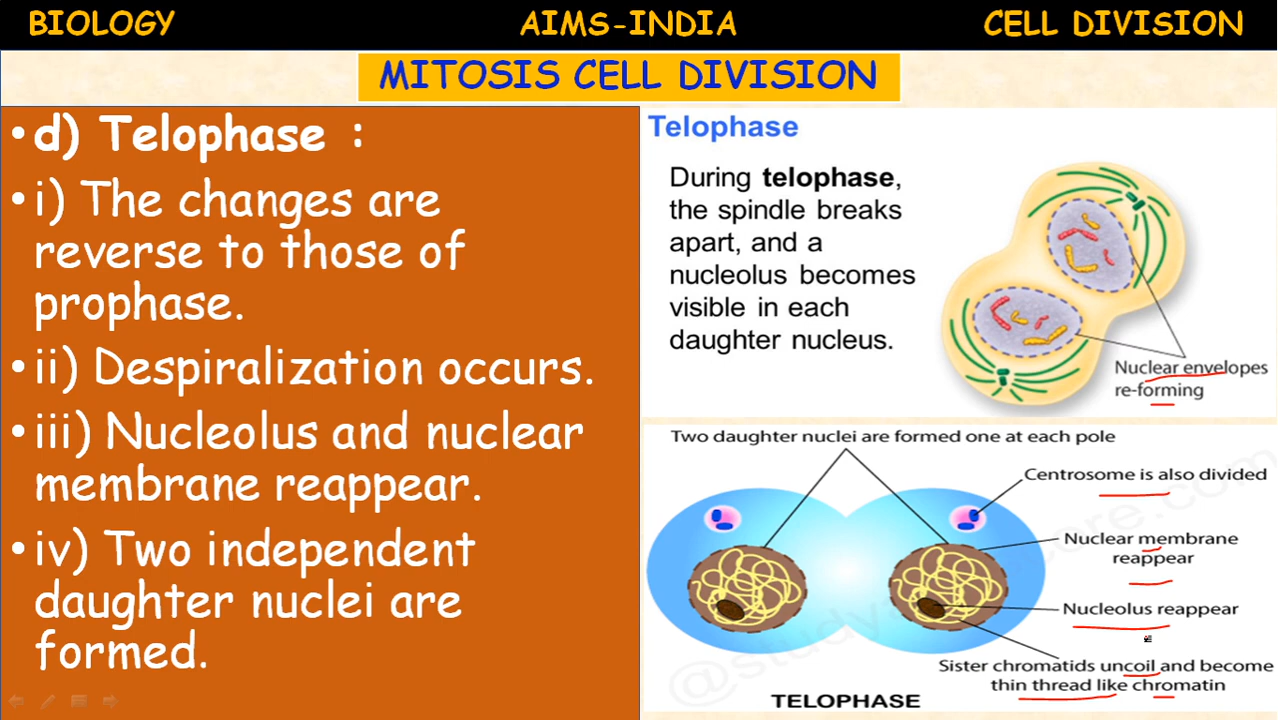 BIOLOGY AIMS-INDIA CELL DIVISION
MITOSIS CELL DIVISION
• d) Telophase :
• i) The changes are
reverse to those of
prophase.
• ii) Despiralization occurs.
• iii) Nucleolus and nuclear
membrane reappear.
• iv) Two independent
daughter nuclei are
formed.
Telophase
During telophase,
the spindle breaks
apart, and a
nucleolus becomes
visible in each
daughter nucleus.
Nuclear envelopes
re-forming
Two daughter nuclei are formed one at each pole
Centrosome is also divided
Nuclear membrane
reappear
Nucleolus reappear
Sister chromatids uncoil and become
thin thread like chromatin
TELOPHASE